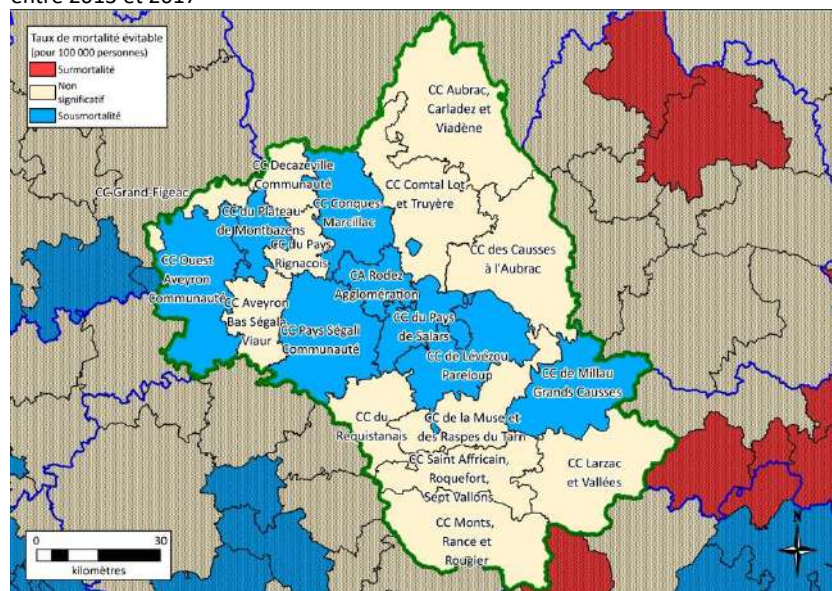 entre 2013 et 2017
Taux de mortalité évitable
(pour 100 000 personnes)
Surmortalité
Non
significatif
Sousmortalité
CC Aubrac,
Carladez et
Viadène
CC Decazeville
Communauté
CC Grand-Figeac
CC Conques
Marcillac
CC Comtal Lot
et Truyère
CC du Plateau
de Montbazens
CC du Pays
Rignacois
CC des Causses
à l'Aubrac
CC Ouest
Aveyron
Communauté
CA Rodez
Agglomération
CC Aveyron
Bas Ségala
Viaur
CC Pays Ségali
Communauté
CC du Pays
de Salars
CC de Lévézou
Pareloup
CC de Millau
Grands Causses
CC du
Réquistanais
CC de la Muse et
des Raspes du Tarn
CC Saint Affricain,
Roquefort,
Sept Vallons
CC Larzac
et Vallées
CC Monts,
Rance et
Rougier
0 30
kilomètres
N